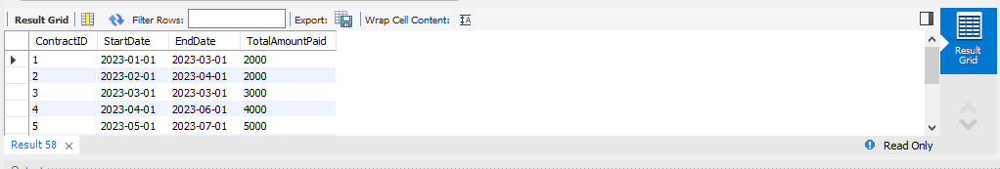 Result Grid Filter Rows: Export: Wrap Cell Content: IA
ContractID StartDate EndDate TotalAmountPaid
1 2023-01-01 2023-03-01 2000
2 2023-02-01 2023-04-01 2000
3 2023-03-01 2023-03-01 3000
4 2023-04-01 2023-06-01 4000
5 2023-05-01 2023-07-01 5000
Result
Grid
Result 58 Read Only